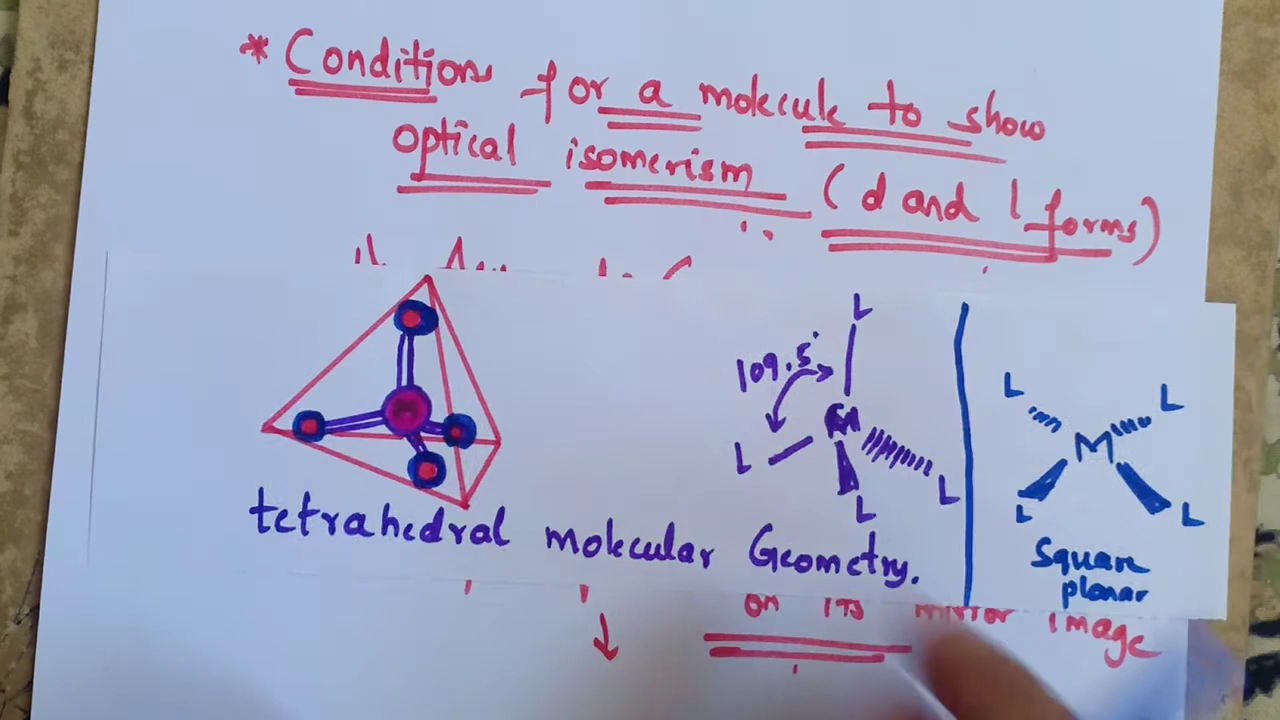 * Conditions for a molecule to show
optical isomerism (d and l forms)
L
109.5°
M
L
L
L
tetrahedral molecular Geometry.
L
L
M
L
L
Square
planar
on its mirror image